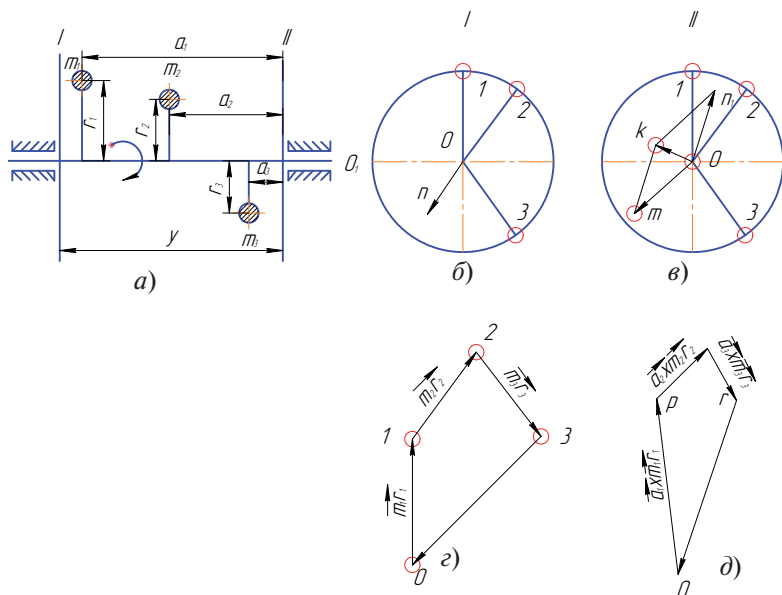 I
II
a₁
m₁
m₂
a₂
r₁
r₂
a₃
O₁
r₃
y
m₃
а)
I
1
2
O
n
3
б)
II
1
n₁
2
k
O
m
3
в)
2
m₂r₂
m₃r₃
1
3
m₁r₁
O
г)
a₂xm₂r₂
a₃xm₃r₃
p
r
a₁xm₁r₁
O
д)